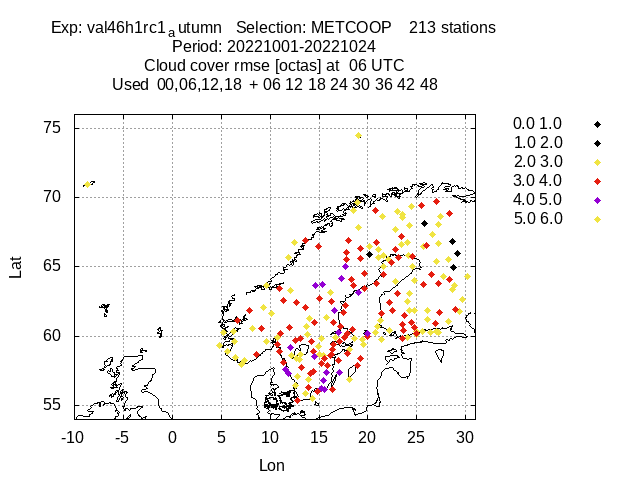 Exp: val46h1rc1autumn Selection: METCOOP 213 stations
Period: 20221001-20221024
Cloud cover rmse [octas] at 06 UTC
Used 00,06,12,18 + 06 12 18 24 30 36 42 48
75
70
65
60
55
Lat
-10 -5 0 5 10 15 20 25 30
Lon
0.0 1.0
1.0 2.0
2.0 3.0
3.0 4.0
4.0 5.0
5.0 6.0